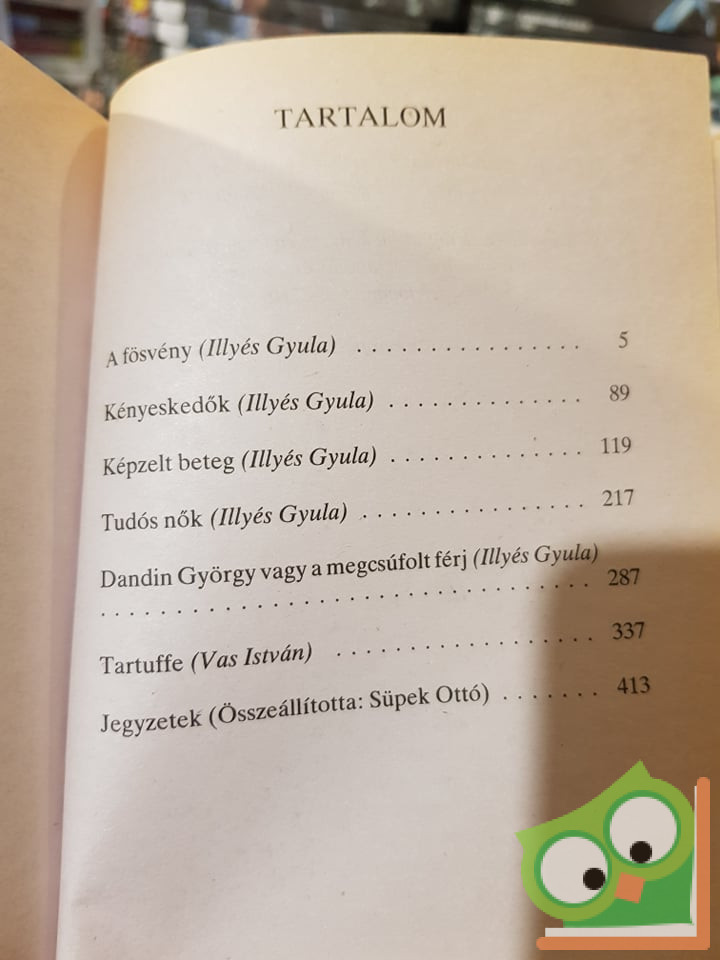 TARTALOM
A fösvény (Illyés Gyula) . . . . . . . . . . . . . . . . 5
Kényeskedők (Illyés Gyula) . . . . . . . . . . . . . . 89
Képzelt beteg (Illyés Gyula) . . . . . . . . . . . . . . 119
Tudós nők (Illyés Gyula) . . . . . . . . . . . . . . . . 217
Dandin György vagy a megcsúfolt férj (Illyés Gyula)
. . . . . . . . . . . . . . . . . . . . . . . . . . . . . . . . . 287
Tartuffe (Vas István) . . . . . . . . . . . . . . . . . . 337
Jegyzetek (Összeállította: Süpek Ottó) . . . . . . . 413